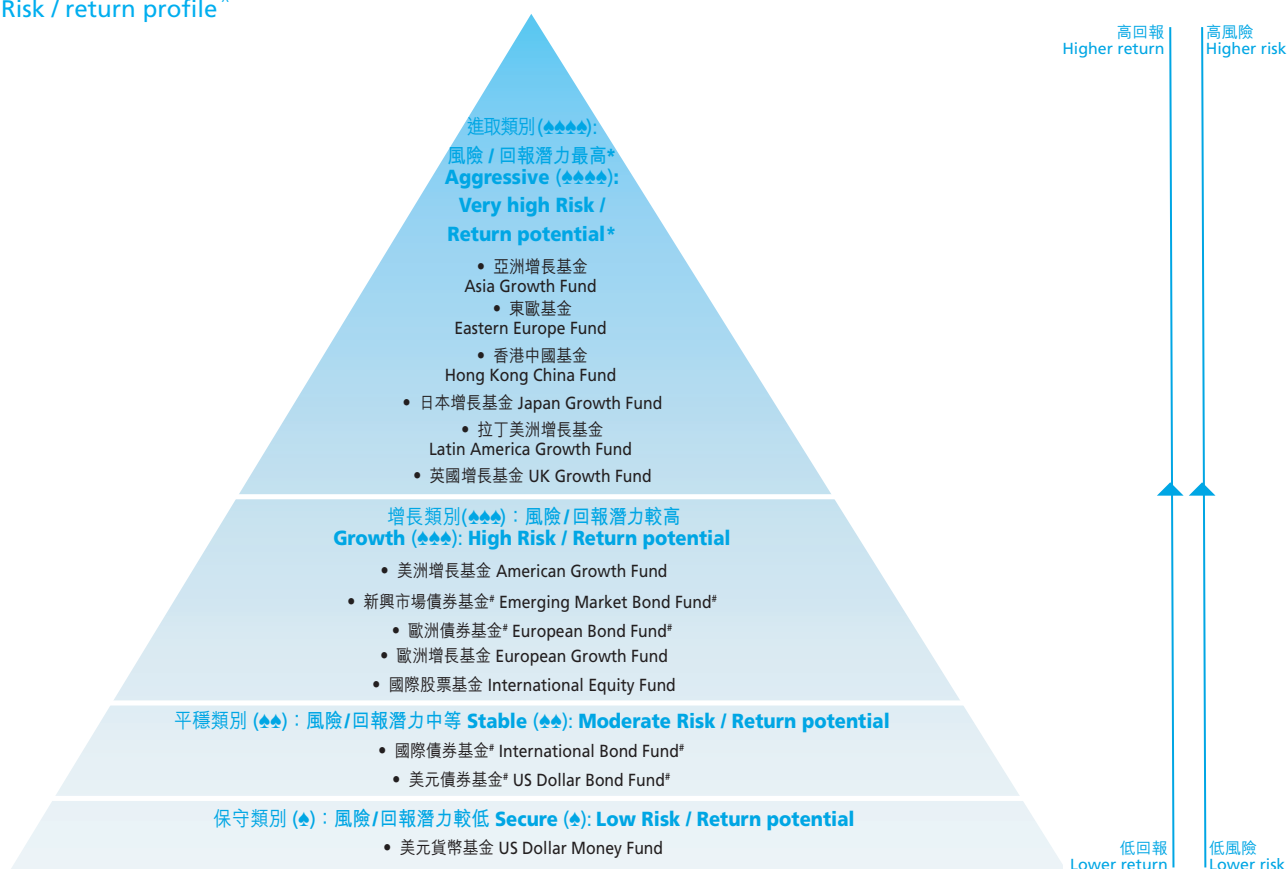 Risk / return profile^
高回報
Higher return
高風險
Higher risk
進取類別(♠♠♠♠):
風險 / 回報潛力最高*
Aggressive (♠♠♠♠):
Very high Risk /
Return potential*
• 亞洲增長基金
Asia Growth Fund
• 東歐基金
Eastern Europe Fund
• 香港中國基金
Hong Kong China Fund
• 日本增長基金 Japan Growth Fund
• 拉丁美洲增長基金
Latin America Growth Fund
• 英國增長基金 UK Growth Fund
增長類別(♠♠♠)：風險/回報潛力較高
Growth (♠♠♠): High Risk / Return potential
• 美洲增長基金 American Growth Fund
• 新興市場債券基金# Emerging Market Bond Fund#
• 歐洲債券基金# European Bond Fund#
• 歐洲增長基金 European Growth Fund
• 國際股票基金 International Equity Fund
平穩類別 (♠♠)：風險/回報潛力中等 Stable (♠♠): Moderate Risk / Return potential
• 國際債券基金# International Bond Fund#
• 美元債券基金# US Dollar Bond Fund#
保守類別 (♠)：風險/回報潛力較低 Secure (♠): Low Risk / Return potential
• 美元貨幣基金 US Dollar Money Fund
低回報
Lower return
低風險
Lower risk